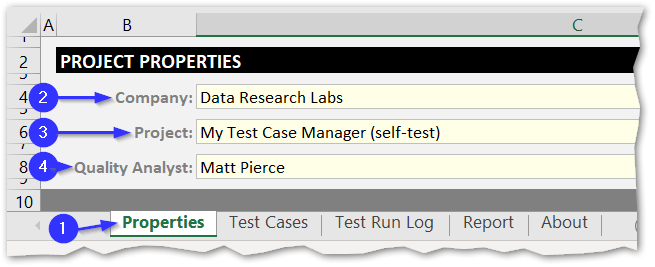 A B C
2 PROJECT PROPERTIES
2 4 Company: Data Research Labs
3 6 Project: My Test Case Manager (self-test)
4 8 Quality Analyst: Matt Pierce
10
1 Properties Test Cases Test Run Log Report About